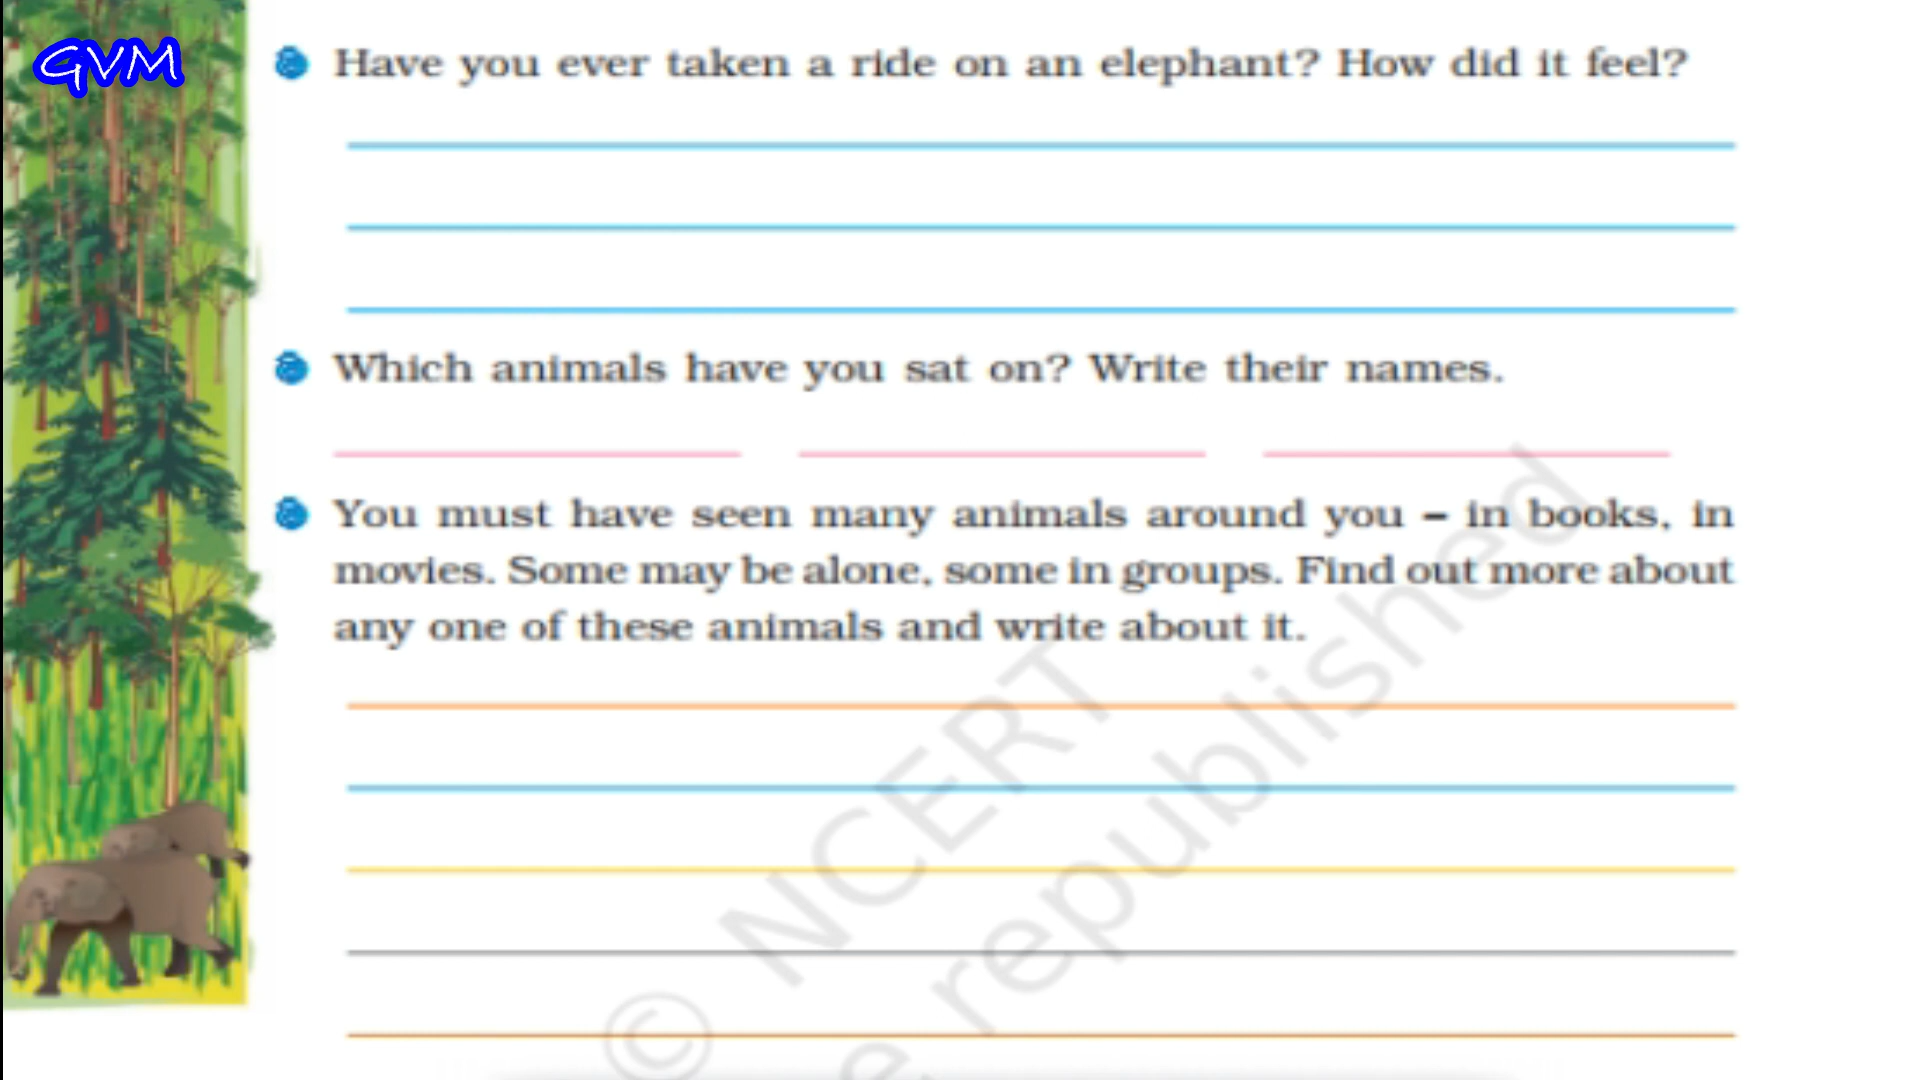 GVM
Have you ever taken a ride on an elephant? How did it feel?
Which animals have you sat on? Write their names.
You must have seen many animals around you – in books, in
movies. Some may be alone, some in groups. Find out more about
any one of these animals and write about it.
© NCERT
e republished